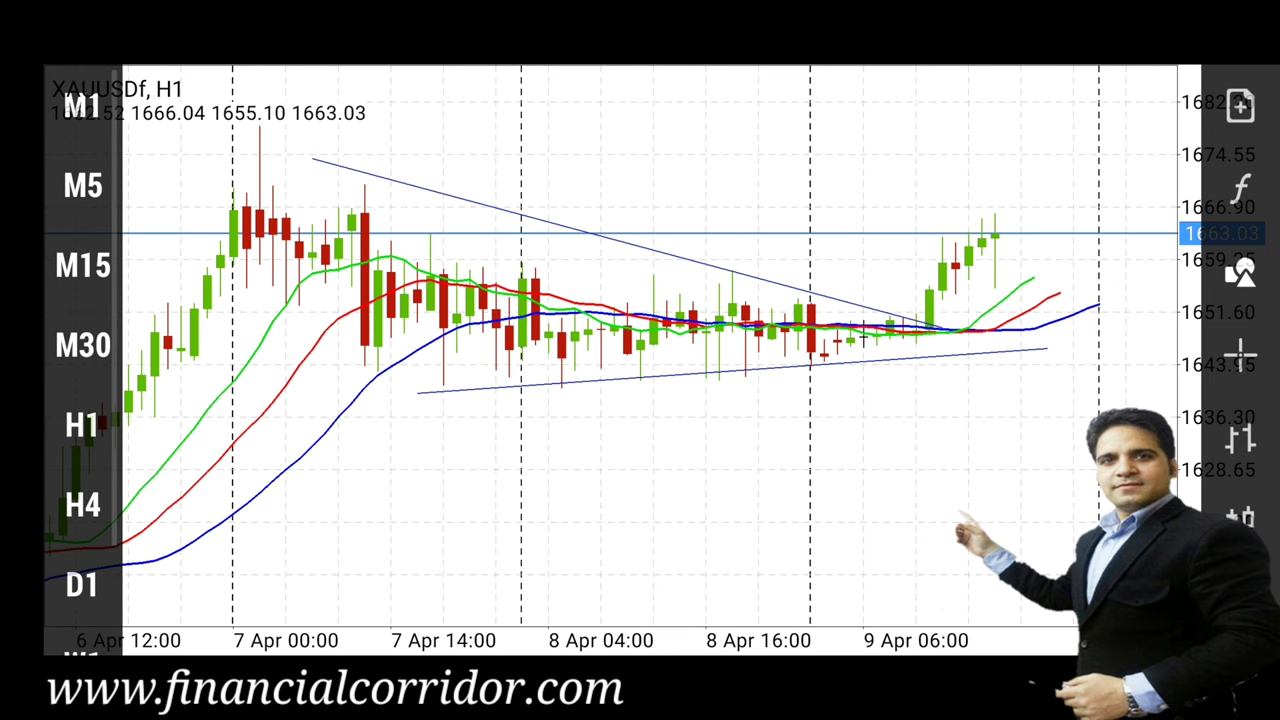 XAUUSDf, H1
1666.04 1655.10 1663.03
M1
M5
M15
M30
H1
H4
D1
1674.55
1666.90
1663.03
1651.60
1636.30
1628.65
6 Apr 12:00 7 Apr 00:00 7 Apr 14:00 8 Apr 04:00 8 Apr 16:00 9 Apr 06:00
www.financialcorridor.com